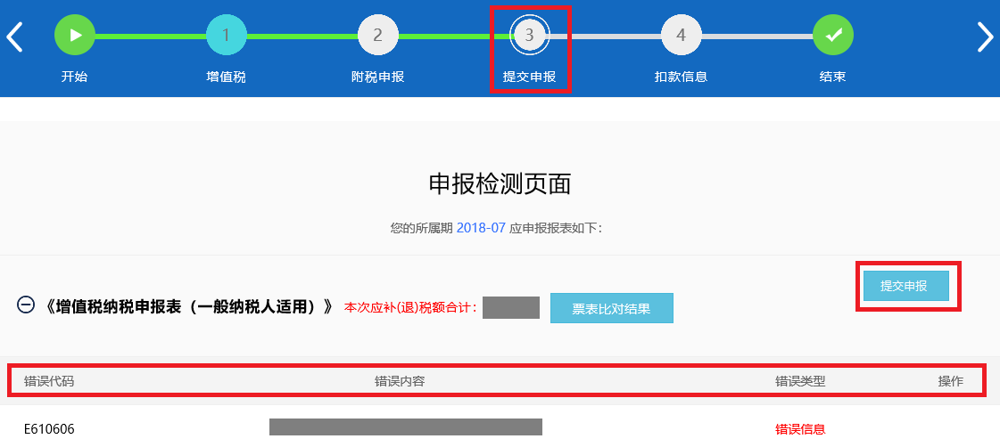 1 2 3 4
开始 增值税 附税申报 提交申报 扣款信息 结束
申报检测页面
您的所属期 2018-07 应申报报表如下：
提交申报
《增值税纳税申报表（一般纳税人适用）》 本次应补(退)税额合计： 票表比对结果
错误代码 错误内容 错误类型 操作
E610606 错误信息